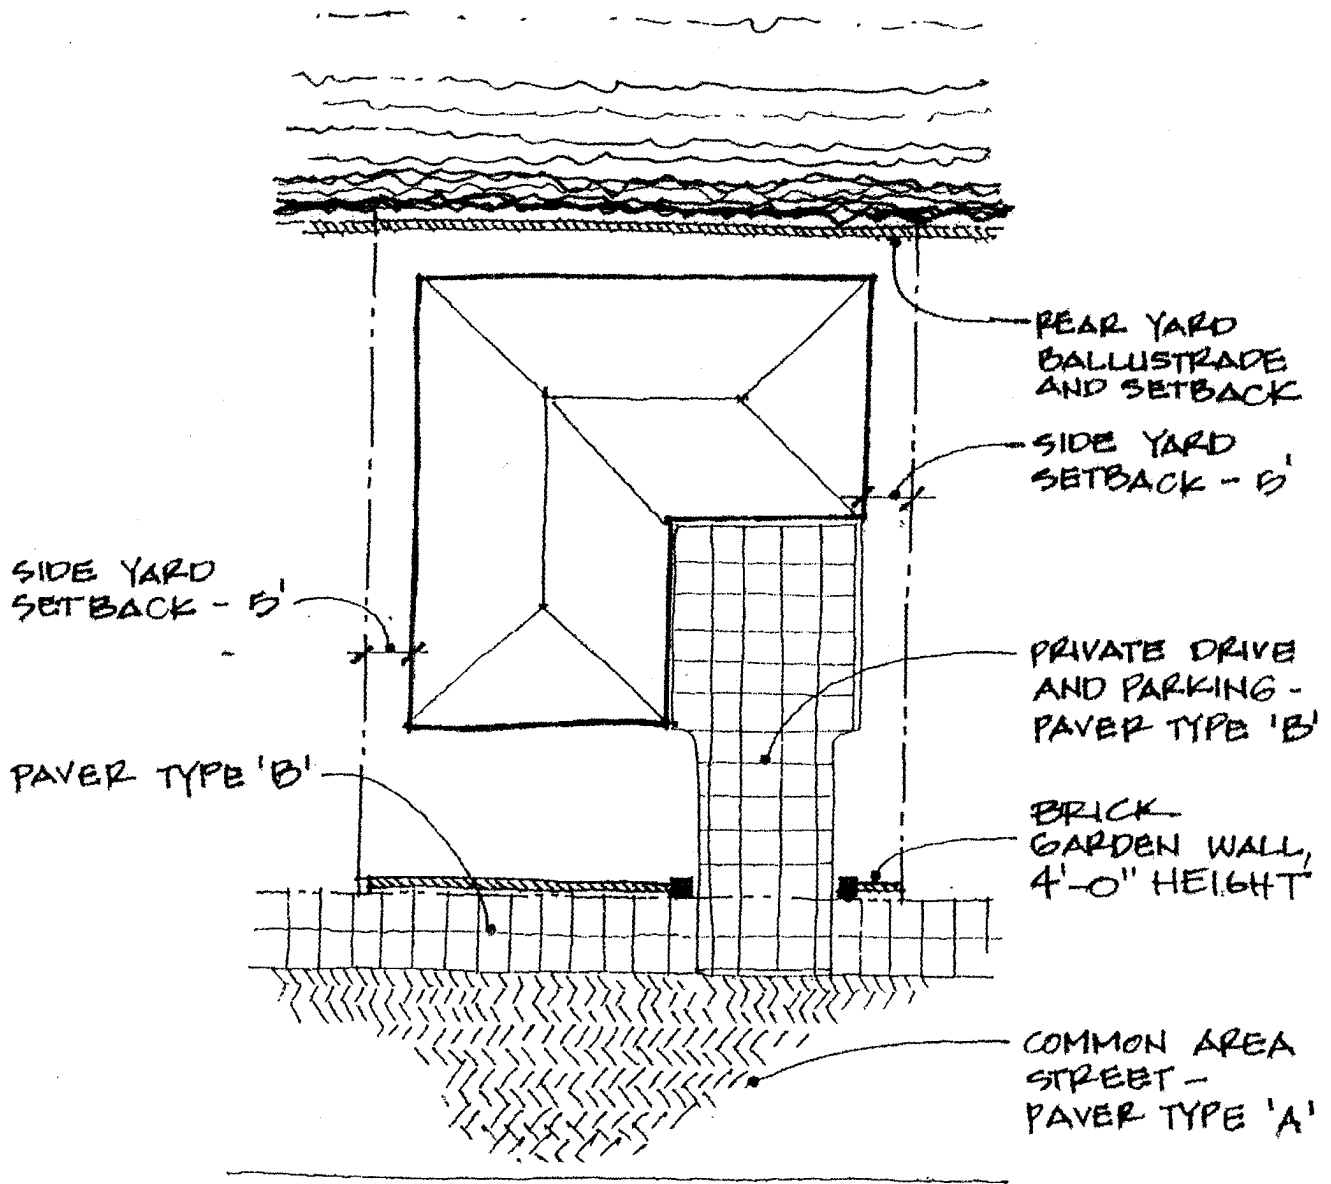 REAR YARD
BALLUSTRADE
AND SETBACK
SIDE YARD
SETBACK - 5'
SIDE YARD
SETBACK - 5'
PRIVATE DRIVE
AND PARKING -
PAVER TYPE 'B'
PAVER TYPE 'B'
BRICK
GARDEN WALL,
4'-0" HEIGHT
COMMON AREA
STREET -
PAVER TYPE 'A'